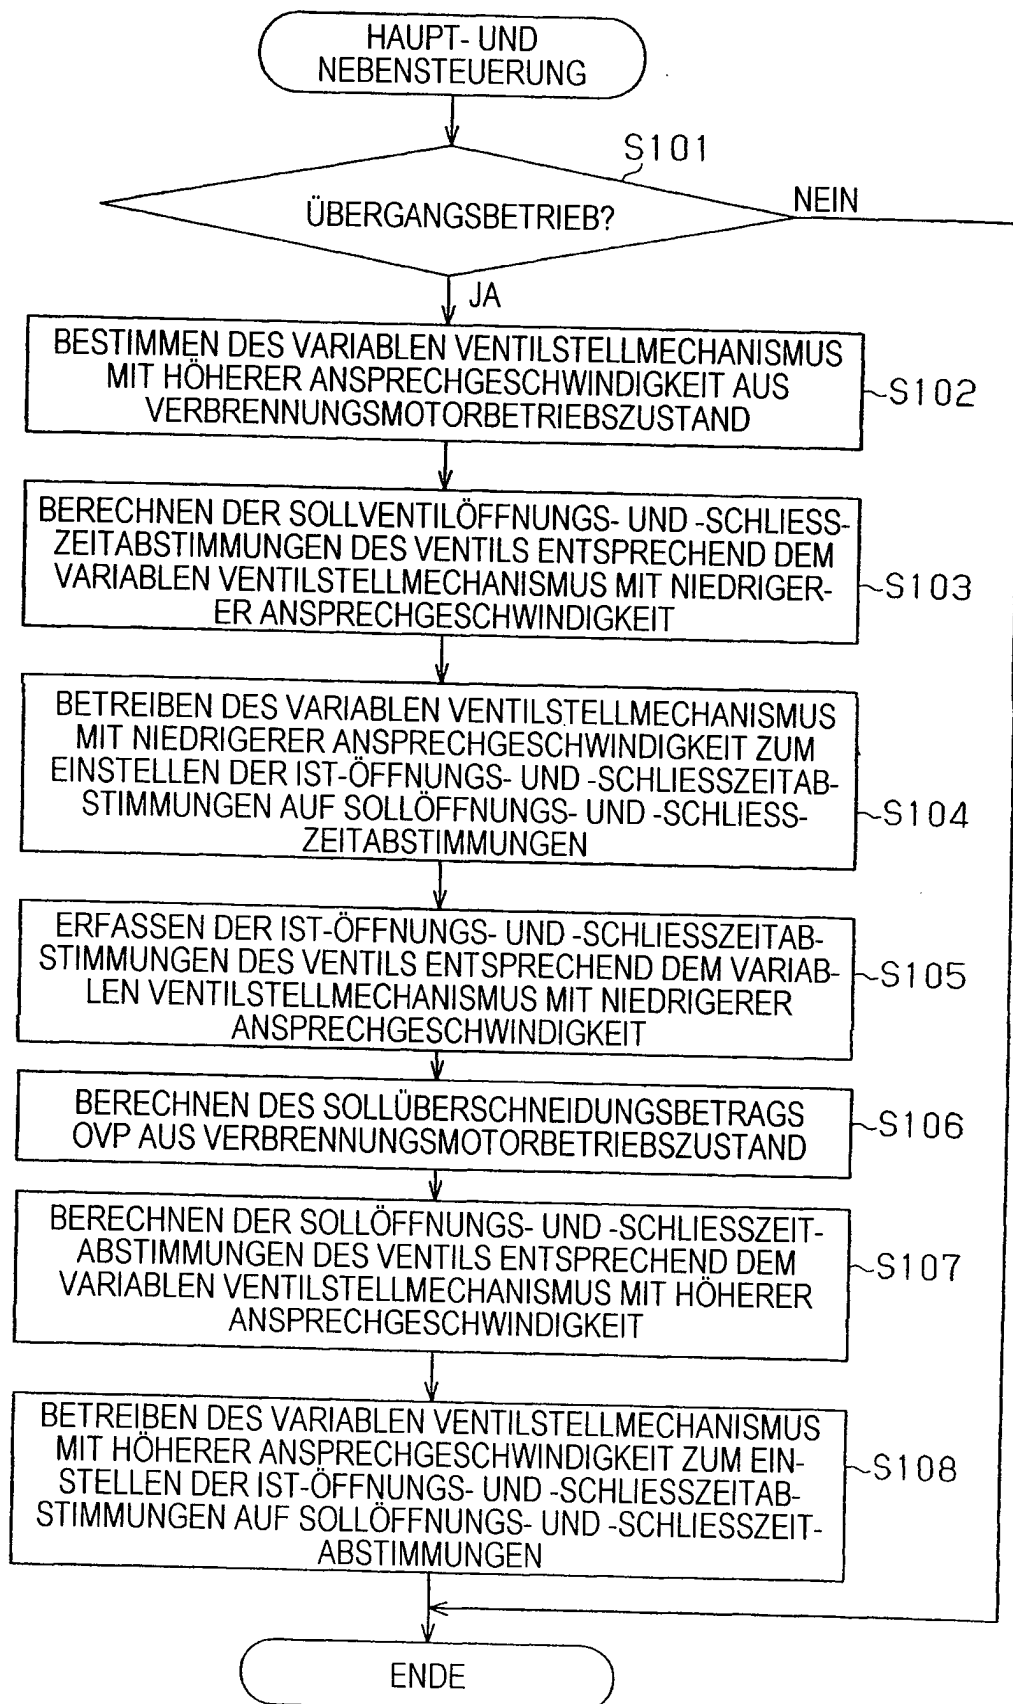 HAUPT- UND
NEBENSTEUERUNG
S101
ÜBERGANGSBETRIEB?
NEIN
JA
BESTIMMEN DES VARIABLEN VENTILSTELLMECHANISMUS
MIT HÖHERER ANSPRECHGESCHWINDIGKEIT AUS
VERBRENNUNGSMOTORBETRIEBSZUSTAND
S102
BERECHNEN DER SOLLVENTILÖFFNUNGS- UND -SCHLIESS-
ZEITABSTIMMUNGEN DES VENTILS ENTSPRECHEND DEM
VARIABLEN VENTILSTELLMECHANISMUS MIT NIEDRIGER-
ER ANSPRECHGESCHWINDIGKEIT
S103
BETREIBEN DES VARIABLEN VENTILSTELLMECHANISMUS
MIT NIEDRIGERER ANSPRECHGESCHWINDIGKEIT ZUM
EINSTELLEN DER IST-ÖFFNUNGS- UND -SCHLIESSZEITAB-
STIMMUNGEN AUF SOLLÖFFNUNGS- UND -SCHLIESS-
ZEITABSTIMMUNGEN
S104
ERFASSEN DER IST-ÖFFNUNGS- UND -SCHLIESSZEITAB-
STIMMUNGEN DES VENTILS ENTSPRECHEND DEM VARIAB-
LEN VENTILSTELLMECHANISMUS MIT NIEDRIGERER
ANSPRECHGESCHWINDIGKEIT
S105
BERECHNEN DES SOLLÜBERSCHNEIDUNGSBETRAGS
OVP AUS VERBRENNUNGSMOTORBETRIEBSZUSTAND
S106
BERECHNEN DER SOLLÖFFNUNGS- UND -SCHLIESSZEIT-
ABSTIMMUNGEN DES VENTILS ENTSPRECHEND DEM
VARIABLEN VENTILSTELLMECHANISMUS MIT HÖHERER
ANSPRECHGESCHWINDIGKEIT
S107
BETREIBEN DES VARIABLEN VENTILSTELLMECHANISMUS
MIT HÖHERER ANSPRECHGESCHWINDIGKEIT ZUM EIN-
STELLEN DER IST-ÖFFNUNGS- UND -SCHLIESSZEITAB-
STIMMUNGEN AUF SOLLÖFFNUNGS- UND -SCHLIESSZEIT-
ABSTIMMUNGEN
S108
ENDE